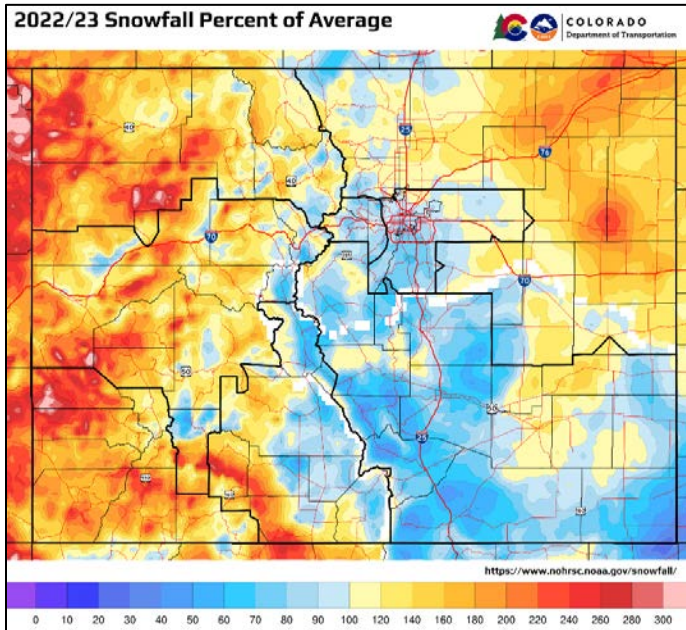 2022/23 Snowfall Percent of Average
COLORADO
Department of Transportation
25
40
76
40
70
70
50
50
25
https://www.nohrsc.noaa.gov/snowfall/
0 10 20 30 40 50 60 70 80 90 100 120 140 160 180 200 220 240 260 280 300